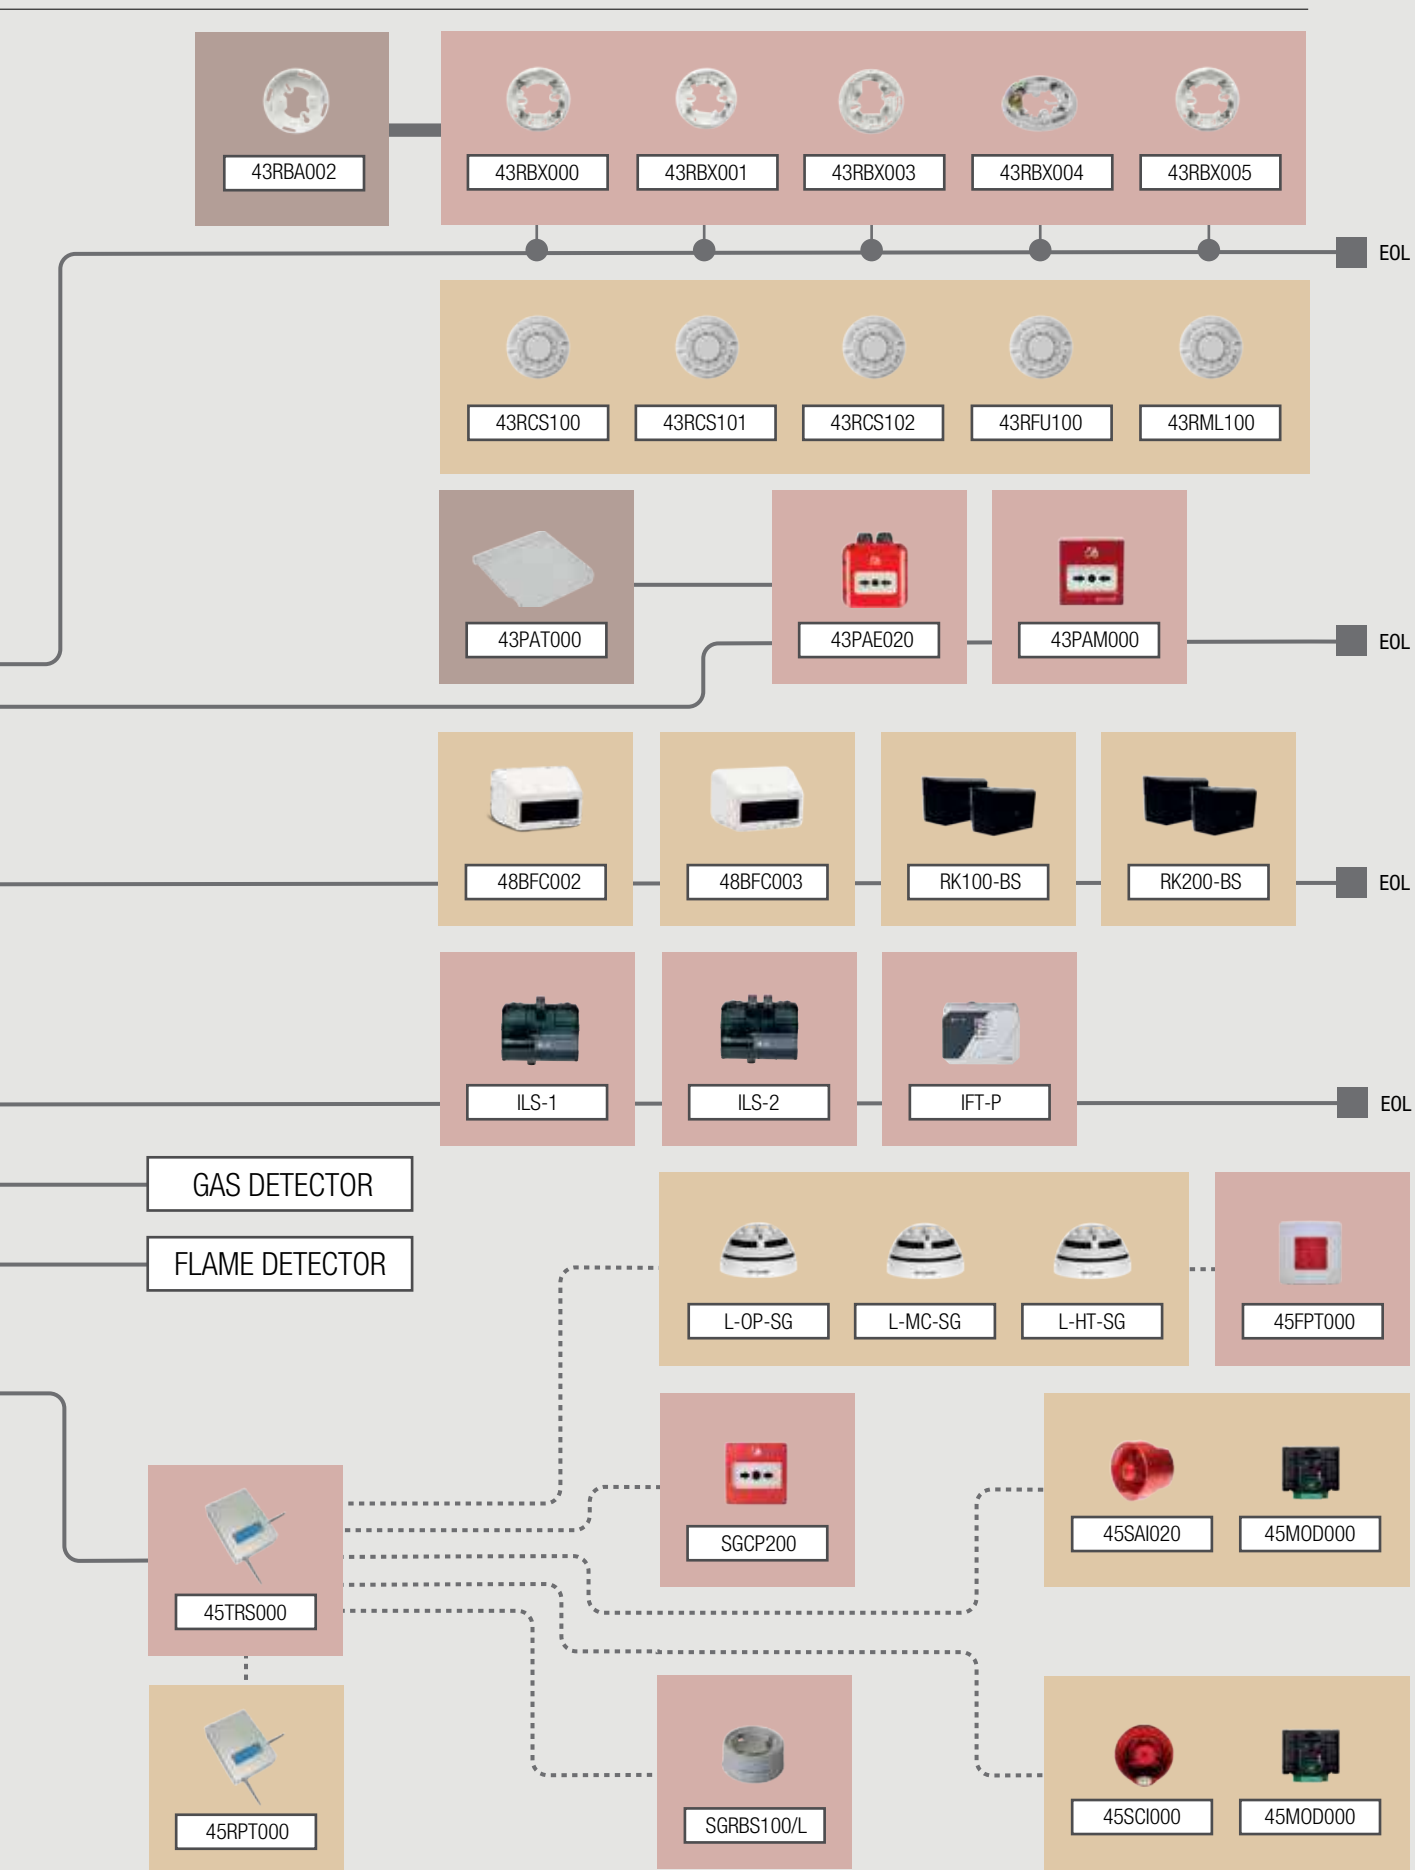 43RBA002
43RBX000
43RBX001
43RBX003
43RBX004
43RBX005
EOL
43RCS100
43RCS101
43RCS102
43RFU100
43RML100
43PAT000
43PAE020
43PAM000
EOL
48BFC002
48BFC003
RK100-BS
RK200-BS
EOL
ILS-1
ILS-2
IFT-P
EOL
GAS DETECTOR
FLAME DETECTOR
L-OP-SG
L-MC-SG
L-HT-SG
45FPT000
SGCP200
45SAI020
45MOD000
45TRS000
45RPT000
SGRBS100/L
45SCI000
45MOD000